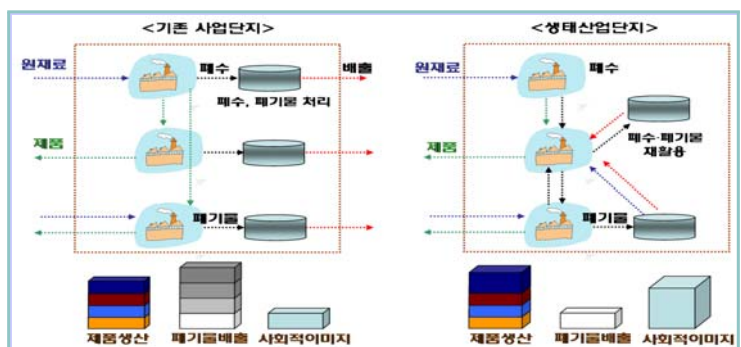 <기존 사업단지>
원재료
폐수
배출
폐수, 폐기물 처리
제품
폐기물
제품생산
폐기물배출
사회적이미지
<생태산업단지>
원재료
폐수
폐수·폐기물
재활용
제품
폐기물
제품생산
폐기물배출
사회적이미지